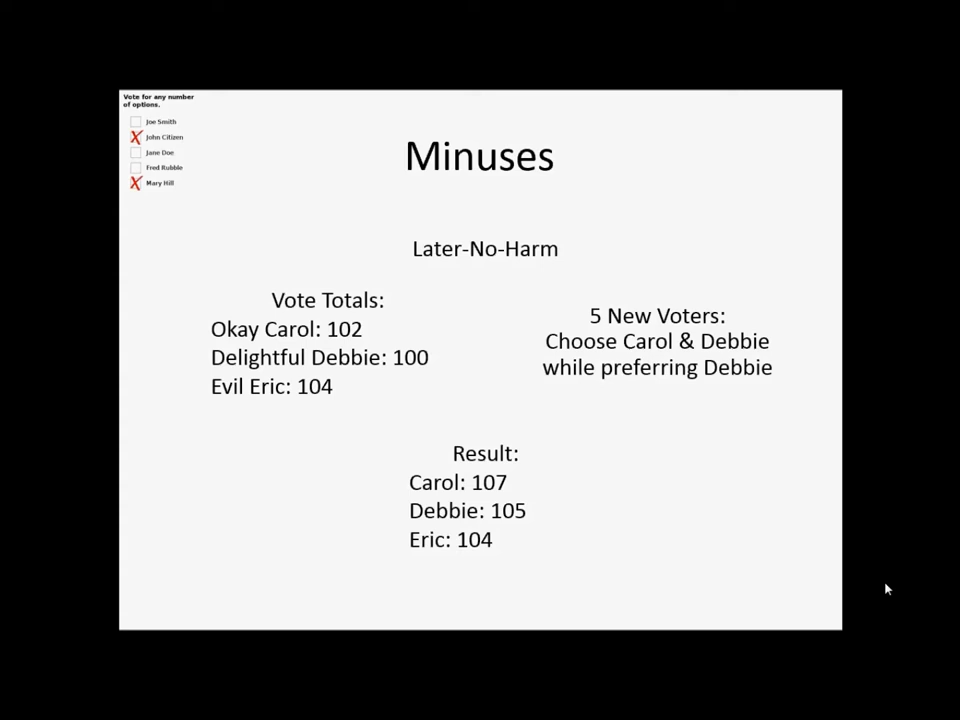 Vote for any number
of options.
Joe Smith
John Citizen
Jane Doe
Fred Rubble
Mary Hill
Minuses
Later-No-Harm
Vote Totals:
Okay Carol: 102
Delightful Debbie: 100
Evil Eric: 104
5 New Voters:
Choose Carol & Debbie
while preferring Debbie
Result:
Carol: 107
Debbie: 105
Eric: 104